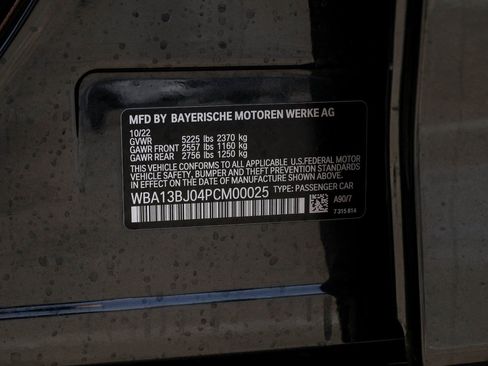 MFD BY BAYERISCHE MOTOREN WERKE AG
10/22
GVWR 5225 lbs 2370 kg
GAWR FRONT 2557 lbs 1160 kg
GAWR REAR 2756 lbs 1250 kg
THIS VEHICLE CONFORMS TO ALL APPLICABLE U.S.FEDERAL MOTOR
VEHICLE SAFETY, BUMPER AND THEFT PREVENTION STANDARDS
IN EFFECT ON THE DATE OF MANUFACTURE SHOWN ABOVE.
WBA13BJ04PCM00025 TYPE: PASSENGER CAR
A90/7
7 315 814